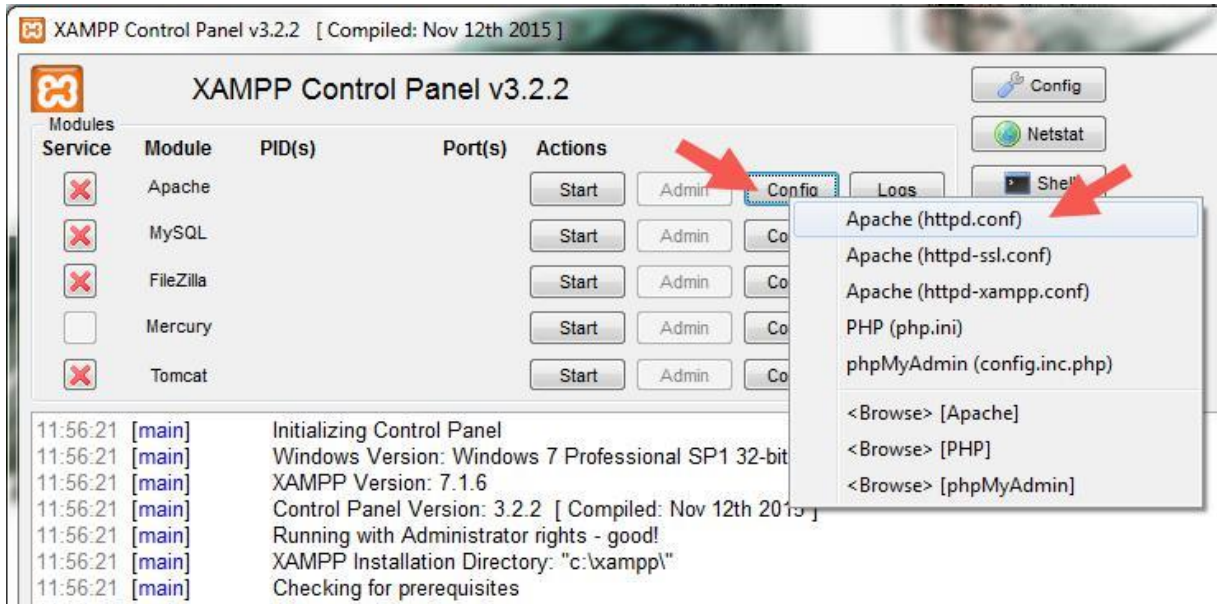 XAMPP Control Panel v3.2.2 [ Compiled: Nov 12th 2015 ]
XAMPP Control Panel v3.2.2
Config
Netstat
Shell
Modules
Service Module PID(s) Port(s) Actions
Apache Start Admin Config Logs
MySQL Start Admin Co
FileZilla Start Admin Co
Mercury Start Admin Co
Tomcat Start Admin Co
Apache (httpd.conf)
Apache (httpd-ssl.conf)
Apache (httpd-xampp.conf)
PHP (php.ini)
phpMyAdmin (config.inc.php)
<Browse> [Apache]
<Browse> [PHP]
<Browse> [phpMyAdmin]
11:56:21 [main] Initializing Control Panel
11:56:21 [main] Windows Version: Windows 7 Professional SP1 32-bit
11:56:21 [main] XAMPP Version: 7.1.6
11:56:21 [main] Control Panel Version: 3.2.2 [ Compiled: Nov 12th 2015 ]
11:56:21 [main] Running with Administrator rights - good!
11:56:21 [main] XAMPP Installation Directory: "c:\xampp\"
11:56:21 [main] Checking for prerequisites